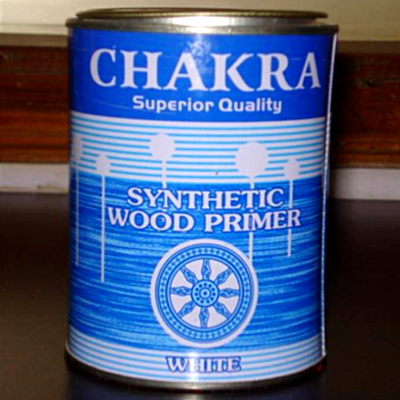 CHAKRA
Superior Quality
SYNTHETIC
WOOD PRIMER
WHITE